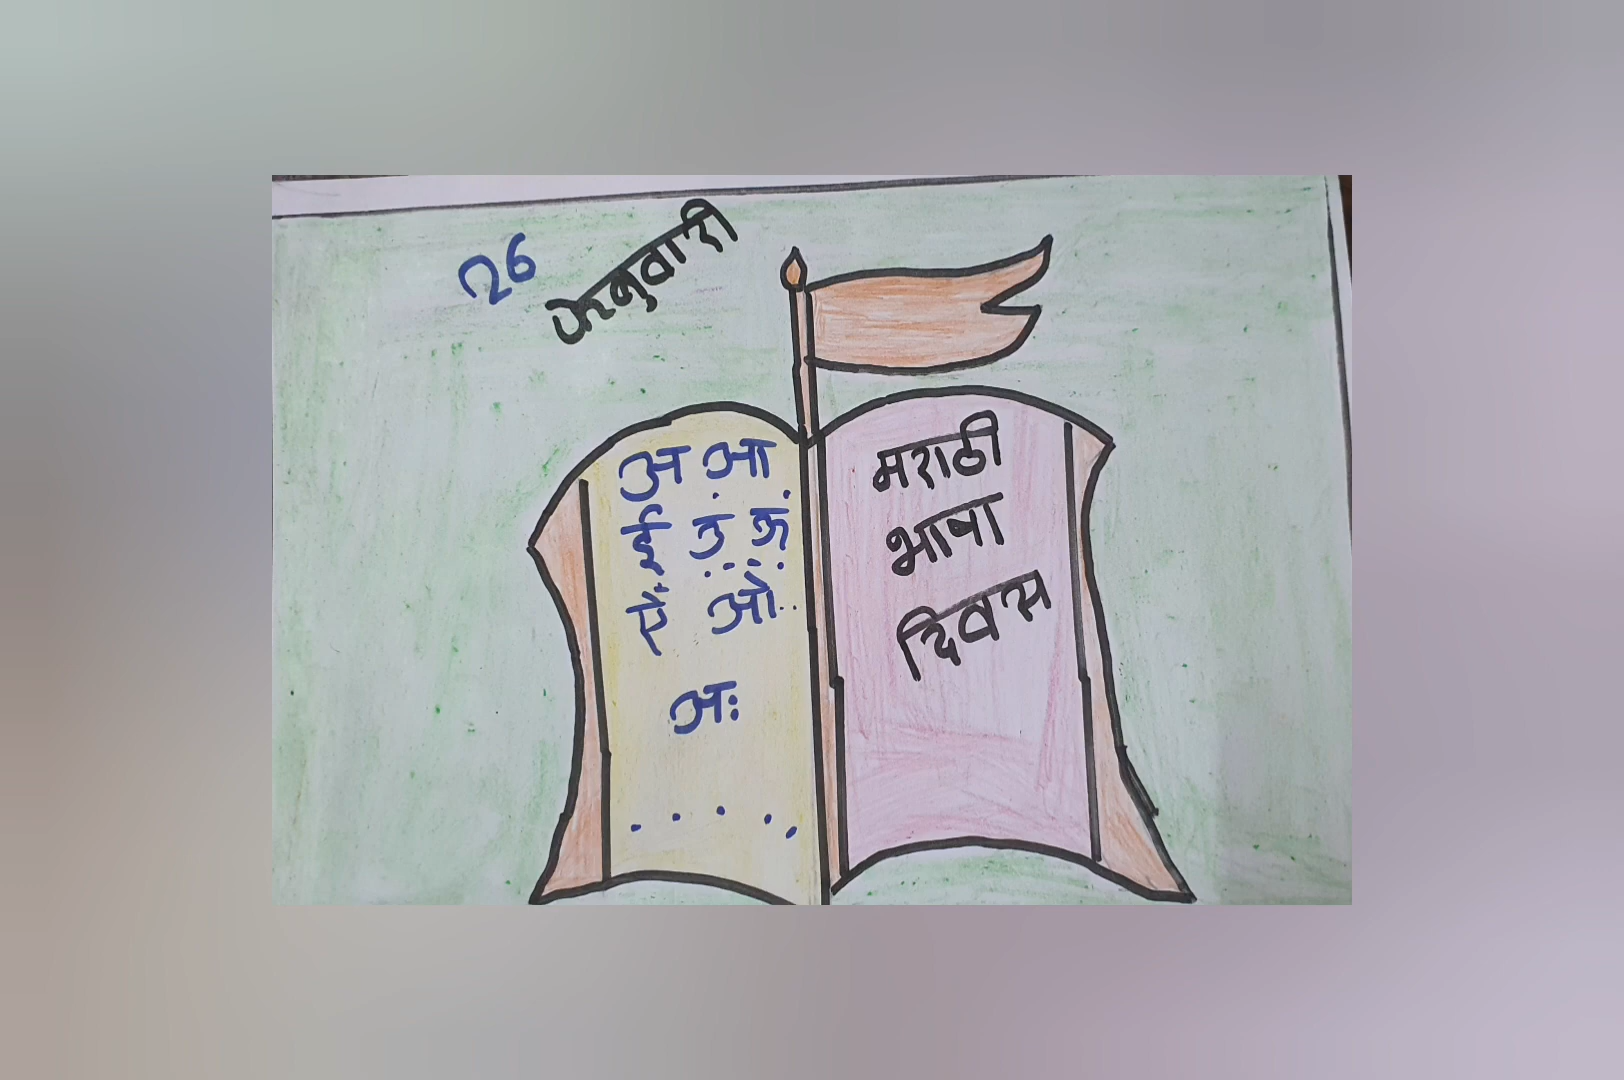 26
फेब्रुवारी
अ आ
ई उ ऊ
ऐ ओ
अः
.....
मराठी
भाषा
दिवस